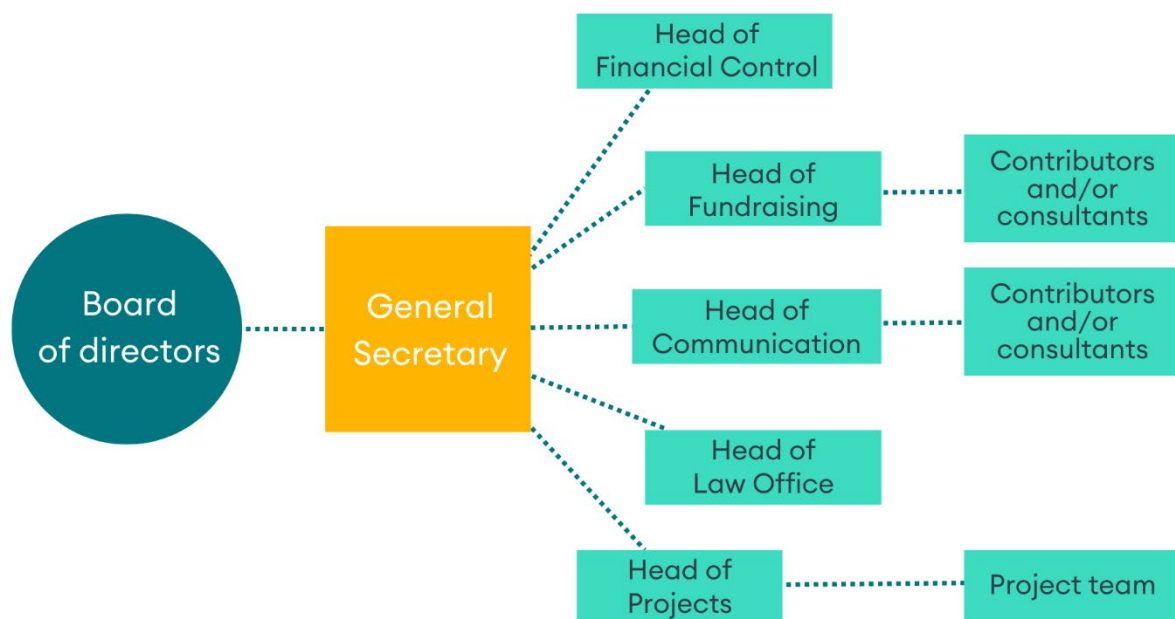 Board
of directors
General
Secretary
Head of
Financial Control
Head of
Fundraising
Contributors
and/or
consultants
Head of
Communication
Contributors
and/or
consultants
Head of
Law Office
Head of
Projects
Project team